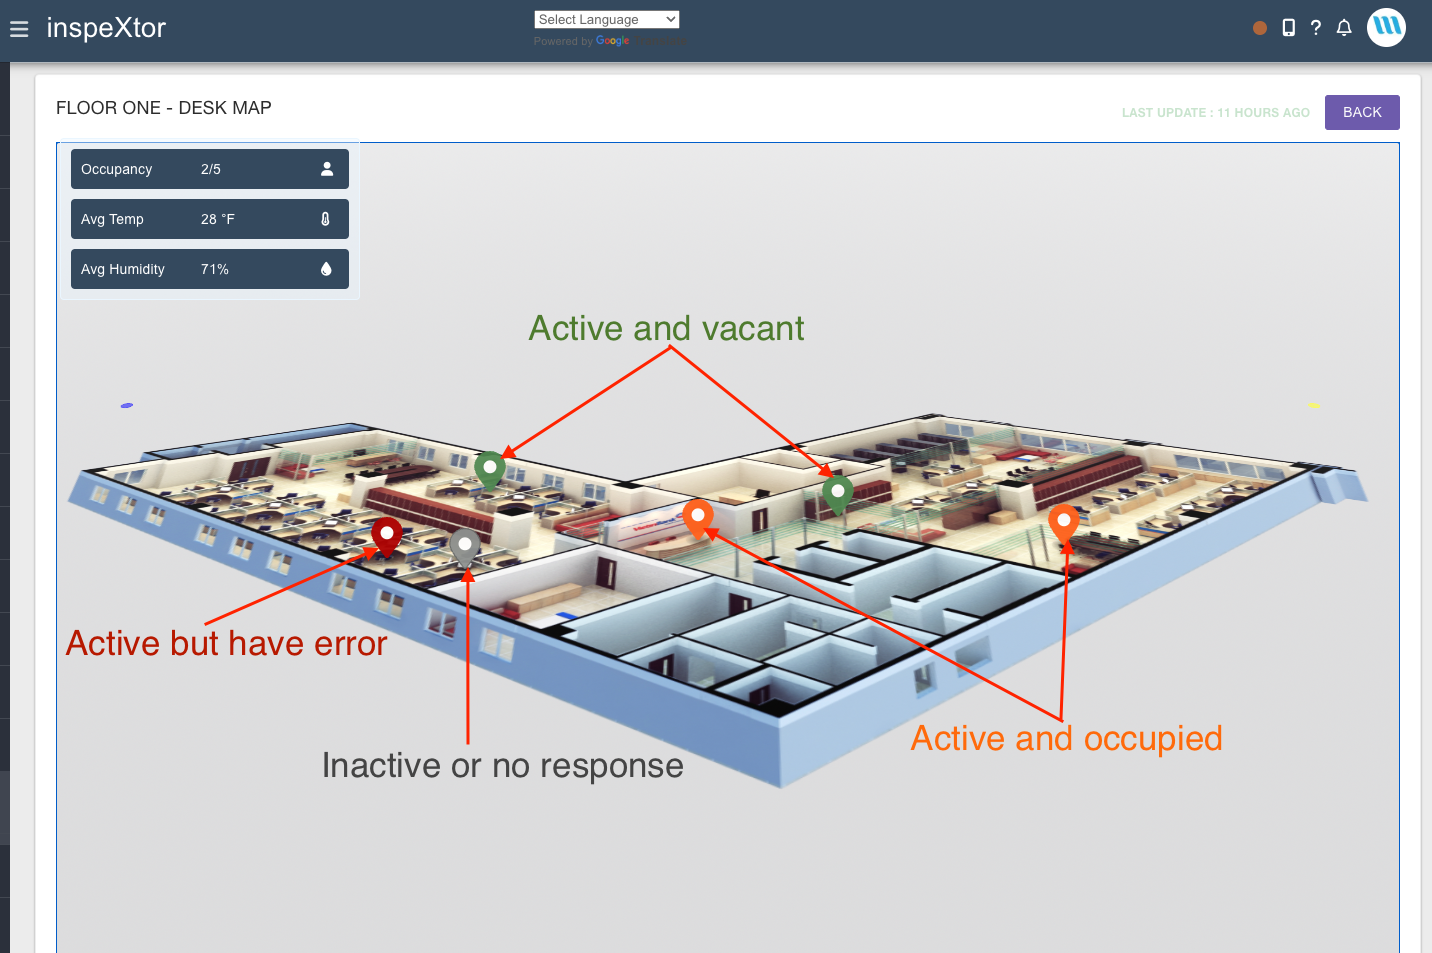 inspeXtor
Select Language
Powered by Google
FLOOR ONE - DESK MAP
LAST UPDATE : 11 HOURS AGO
BACK
Occupancy 2/5
Avg Temp 28 °F
Avg Humidity 71%
Active and vacant
Active but have error
Inactive or no response
Active and occupied